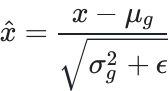 x̂ = (x − μ_g) / √(σ_g² + ϵ)